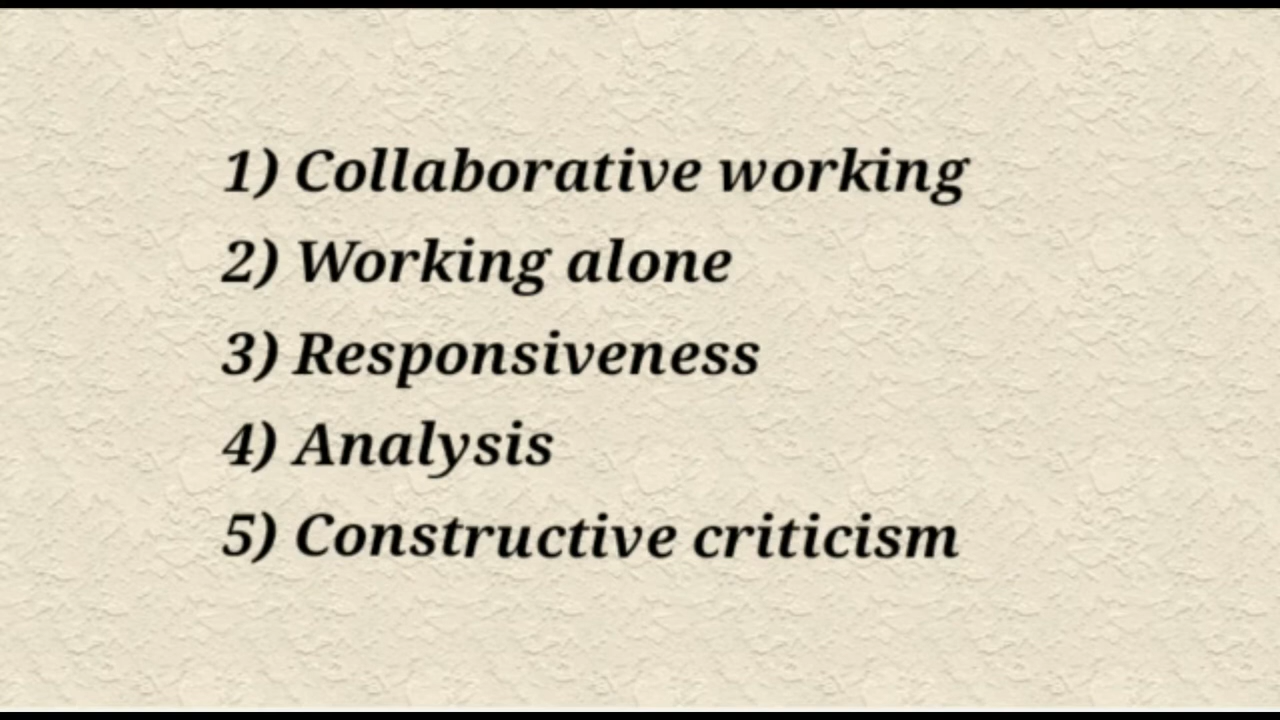 1) Collaborative working
2) Working alone
3) Responsiveness
4) Analysis
5) Constructive criticism